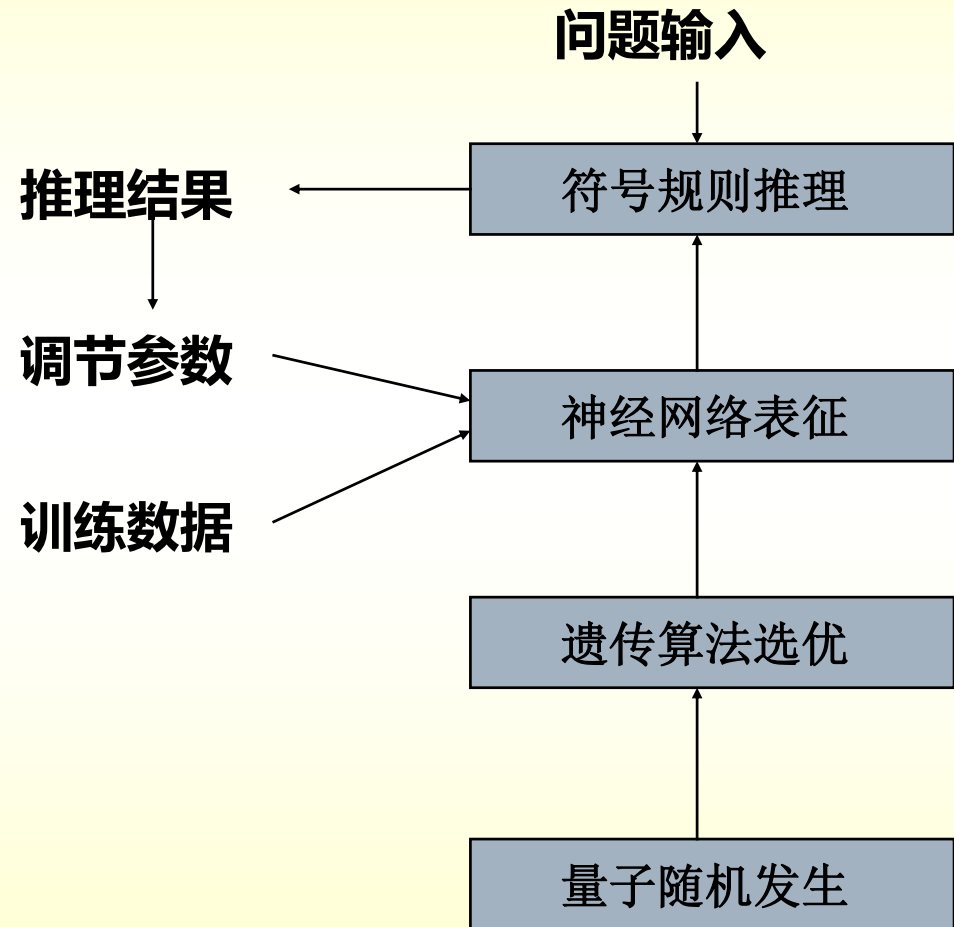 问题输入
推理结果
符号规则推理
调节参数
神经网络表征
训练数据
遗传算法选优
量子随机发生